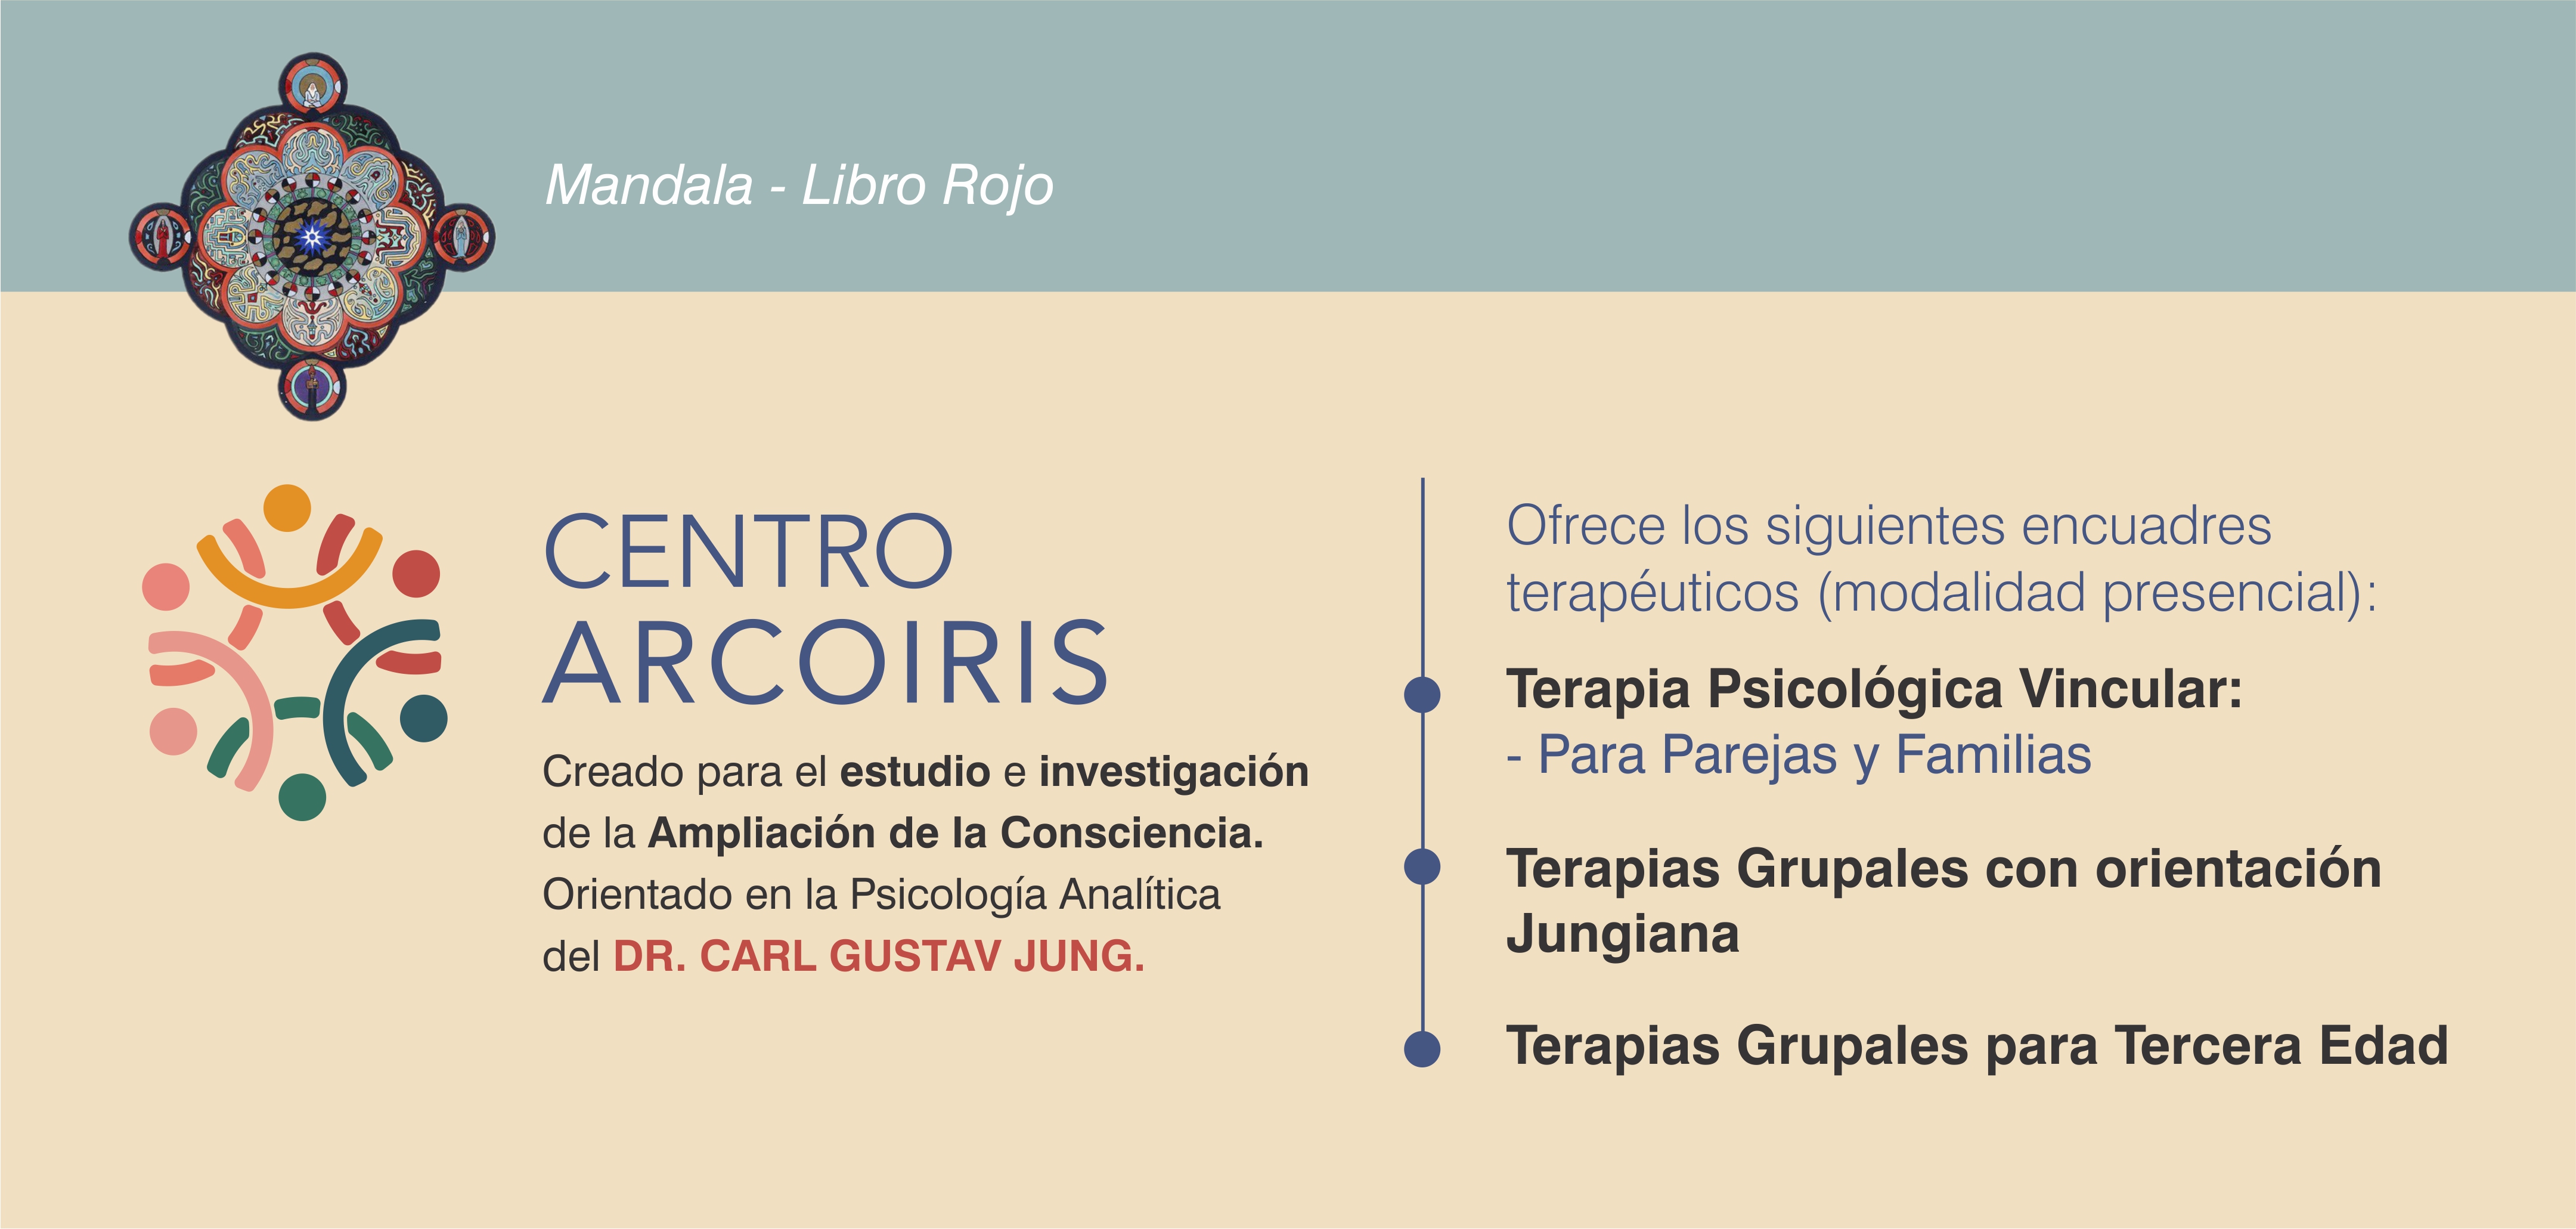 Mandala - Libro Rojo
CENTRO
ARCOIRIS
Creado para el estudio e investigación
de la Ampliación de la Consciencia.
Orientado en la Psicología Analítica
del DR. CARL GUSTAV JUNG.
Ofrece los siguientes encuadres
terapéuticos (modalidad presencial):
Terapia Psicológica Vincular:
- Para Parejas y Familias
Terapias Grupales con orientación
Jungiana
Terapias Grupales para Tercera Edad